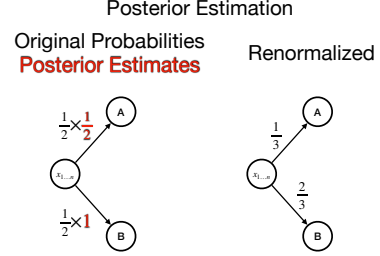 Posterior Estimation
Original Probabilities
Posterior Estimates
Renormalized
A
1/2 × 1/2
x₁...ₙ
1/2 × 1
B
A
1/3
x₁...ₙ
2/3
B